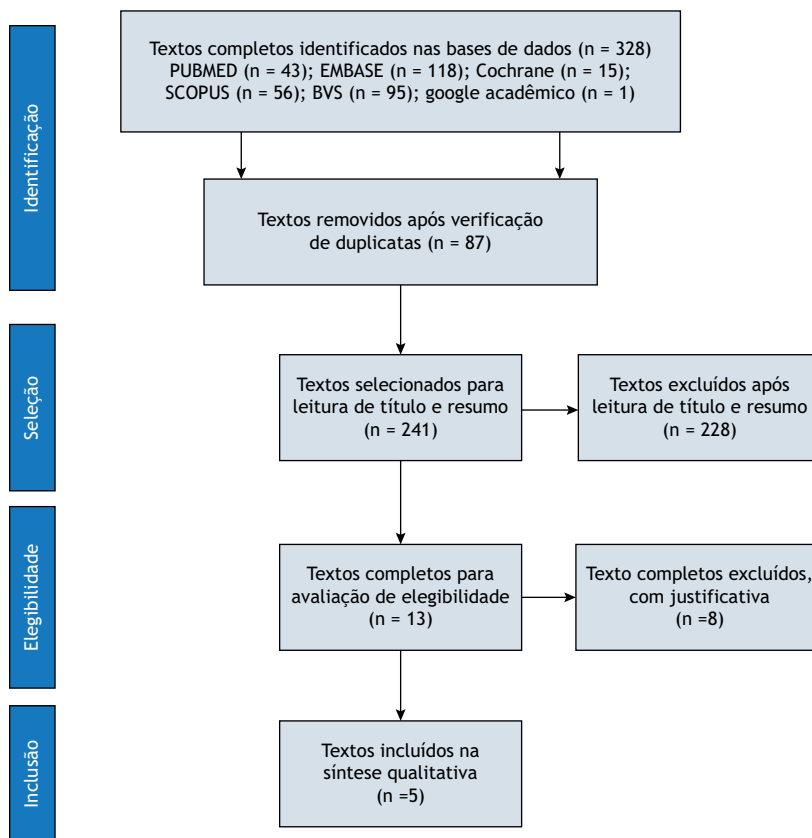 Identificação
Textos completos identificados nas bases de dados (n = 328)
PUBMED (n = 43); EMBASE (n = 118); Cochrane (n = 15);
SCOPUS (n = 56); BVS (n = 95); google acadêmico (n = 1)
Textos removidos após verificação
de duplicatas (n = 87)
Seleção
Textos selecionados para
leitura de título e resumo
(n = 241)
Textos excluídos após
leitura de título e resumo
(n = 228)
Elegibilidade
Textos completos para
avaliação de elegibilidade
(n = 13)
Texto completos excluídos,
com justificativa
(n =8)
Inclusão
Textos incluídos na
síntese qualitativa
(n =5)